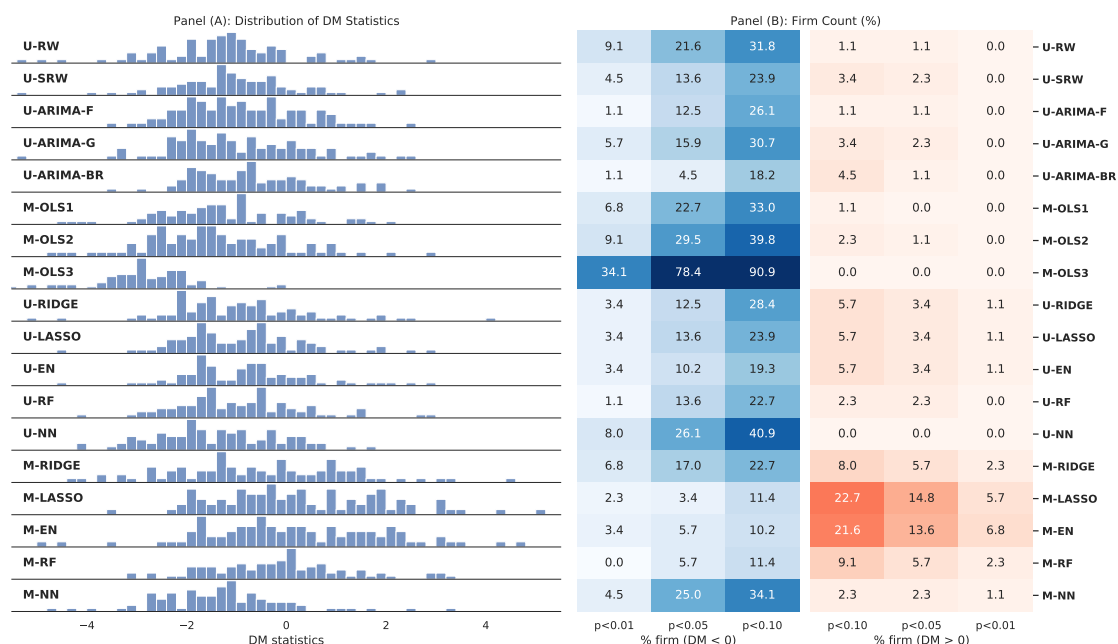 Panel (A): Distribution of DM Statistics
Panel (B): Firm Count (%)
U-RW 9.1 21.6 31.8 1.1 1.1 0.0 U-RW
U-SRW 4.5 13.6 23.9 3.4 2.3 0.0 U-SRW
U-ARIMA-F 1.1 12.5 26.1 1.1 1.1 0.0 U-ARIMA-F
U-ARIMA-G 5.7 15.9 30.7 3.4 2.3 0.0 U-ARIMA-G
U-ARIMA-BR 1.1 4.5 18.2 4.5 1.1 0.0 U-ARIMA-BR
M-OLS1 6.8 22.7 33.0 1.1 0.0 0.0 M-OLS1
M-OLS2 9.1 29.5 39.8 2.3 1.1 0.0 M-OLS2
M-OLS3 34.1 78.4 90.9 0.0 0.0 0.0 M-OLS3
U-RIDGE 3.4 12.5 28.4 5.7 3.4 1.1 U-RIDGE
U-LASSO 3.4 13.6 23.9 5.7 3.4 1.1 U-LASSO
U-EN 3.4 10.2 19.3 5.7 3.4 1.1 U-EN
U-RF 1.1 13.6 22.7 2.3 2.3 0.0 U-RF
U-NN 8.0 26.1 40.9 0.0 0.0 0.0 U-NN
M-RIDGE 6.8 17.0 22.7 8.0 5.7 2.3 M-RIDGE
M-LASSO 2.3 3.4 11.4 22.7 14.8 5.7 M-LASSO
M-EN 3.4 5.7 10.2 21.6 13.6 6.8 M-EN
M-RF 0.0 5.7 11.4 9.1 5.7 2.3 M-RF
M-NN 4.5 25.0 34.1 2.3 2.3 1.1 M-NN
−4 −2 0 2 4 p<0.01 p<0.05 p<0.10 p<0.10 p<0.05 p<0.01
DM statistics % firm (DM < 0) % firm (DM > 0)